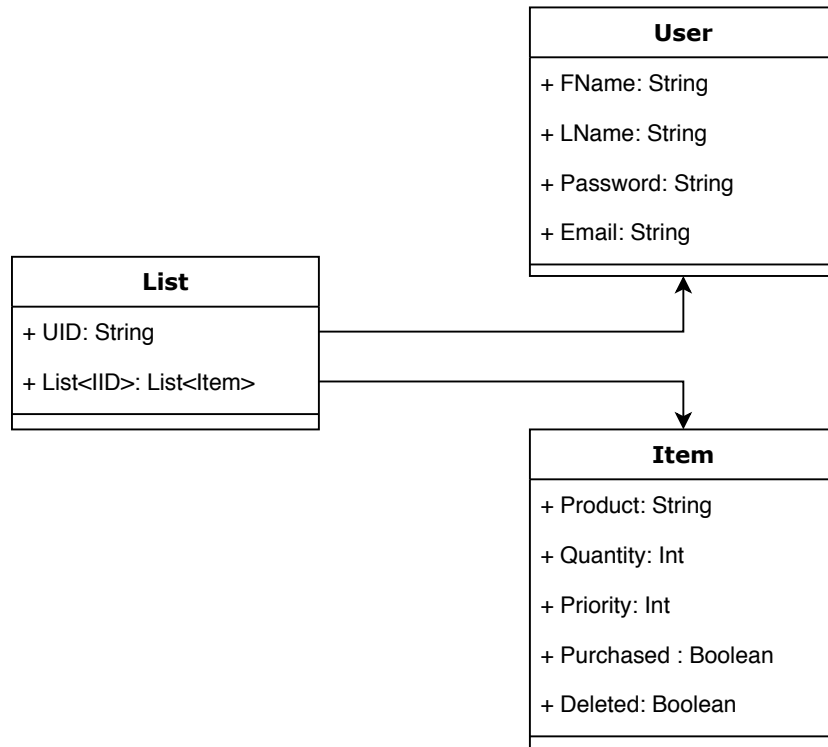 User
+ FName: String
+ LName: String
+ Password: String
+ Email: String
List
+ UID: String
+ List<IID>: List<Item>
Item
+ Product: String
+ Quantity: Int
+ Priority: Int
+ Purchased : Boolean
+ Deleted: Boolean